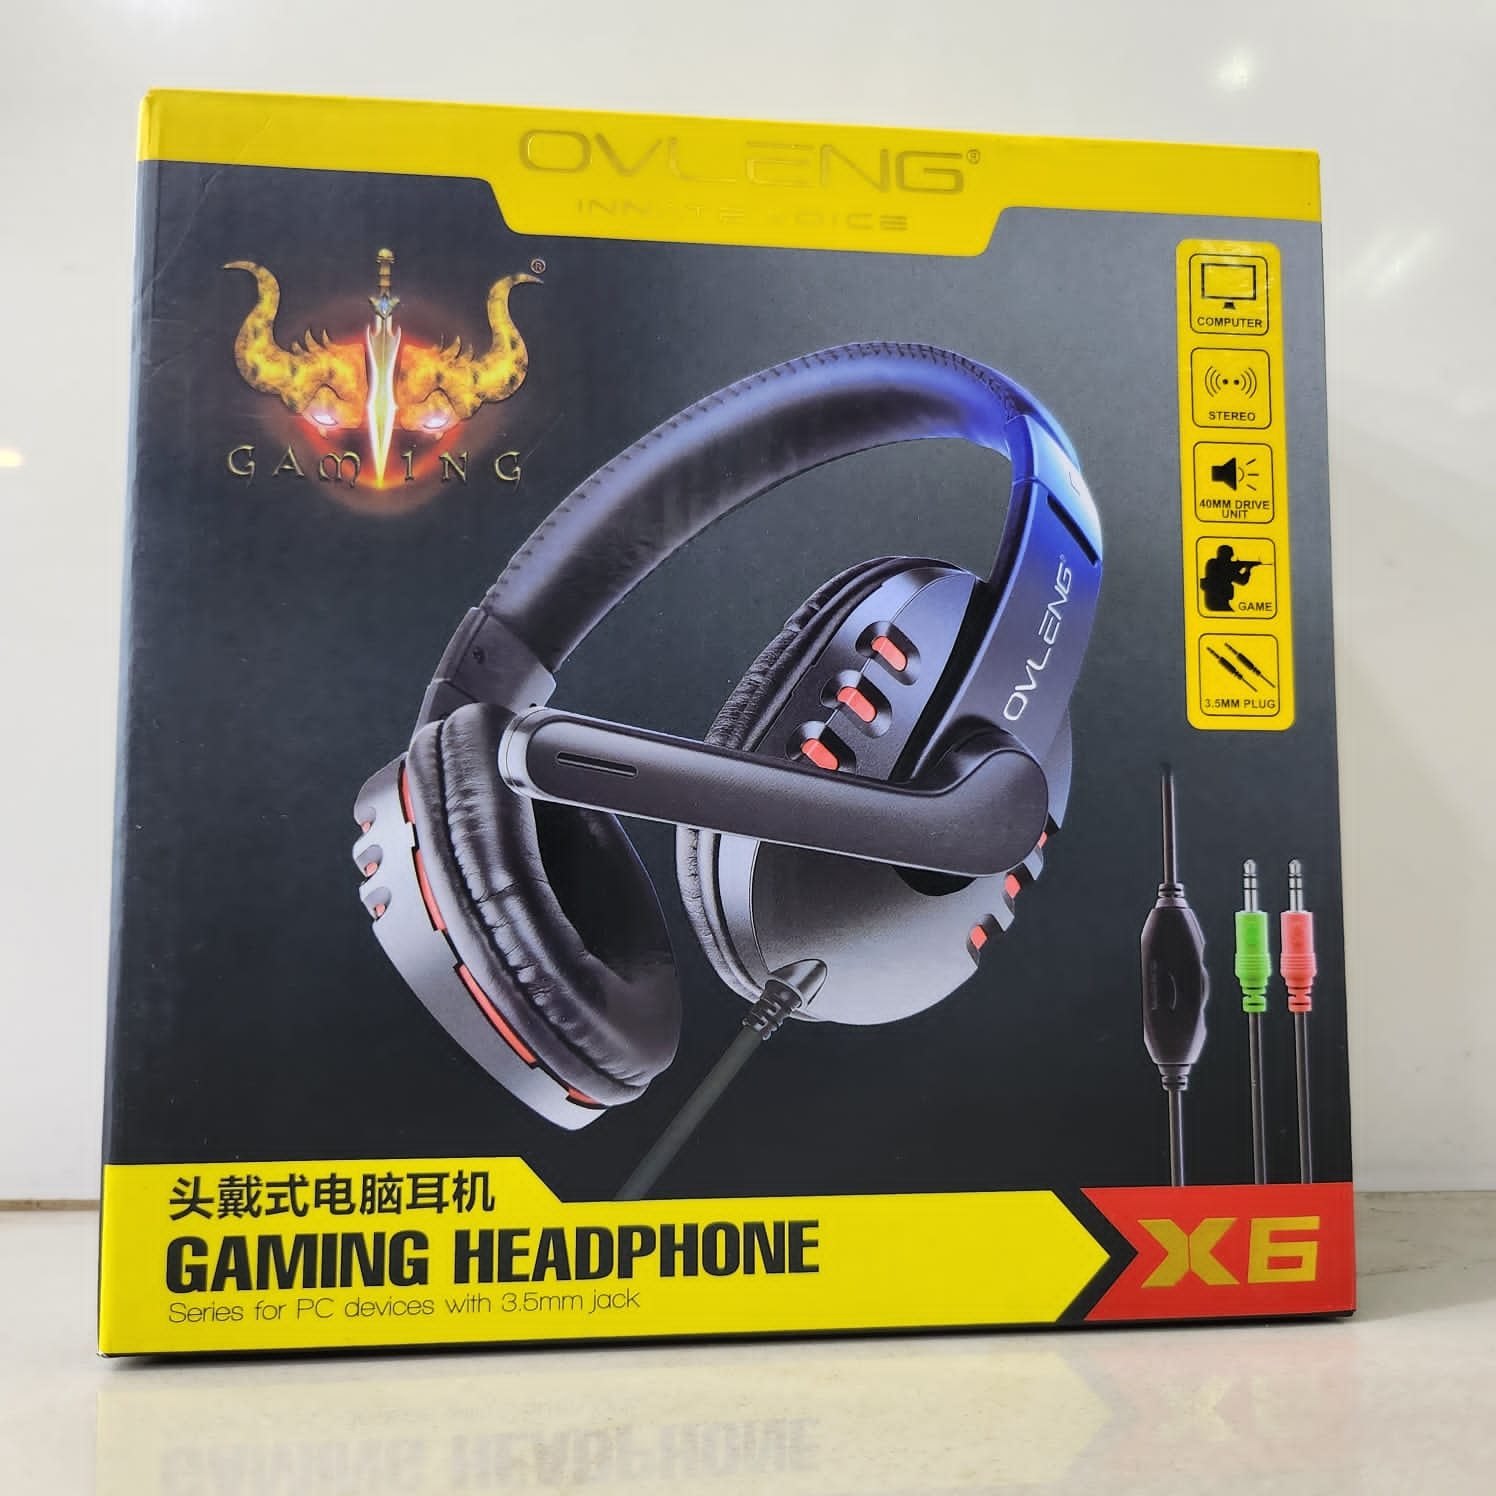 OVLENG®
INNATE VOICE
®
GAMING
COMPUTER
STEREO
40MM DRIVE
UNIT
GAME
3.5MM PLUG
OVLENG®
头戴式电脑耳机
GAMING HEADPHONE
Series for PC devices with 3.5mm jack
X6